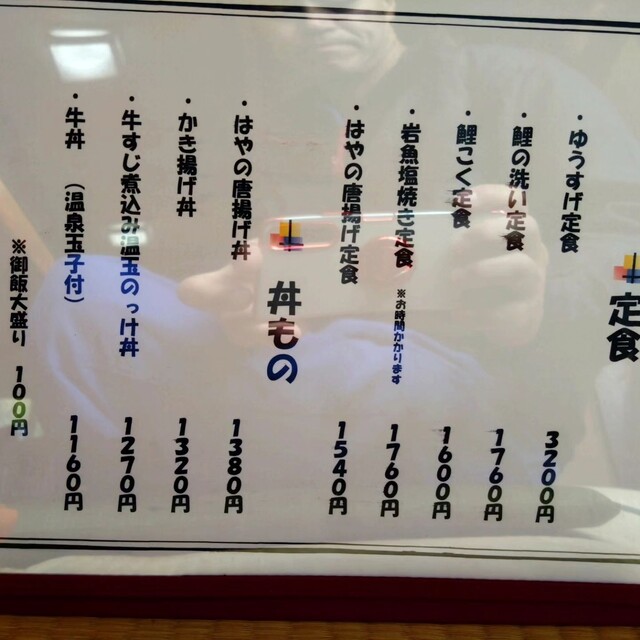 定食
・ゆうすげ定食 3200円
・鯉の洗い定食 1760円
・鯉こく定食 1600円
・岩魚塩焼き定食 ※お時間かかります 1760円
・はやの唐揚げ定食 1540円
丼もの
・はやの唐揚げ丼 1380円
・かき揚げ丼 1320円
・牛すじ煮込み温玉のっけ丼 1270円
・牛丼 (温泉玉子付) 1160円
※御飯大盛り 100円